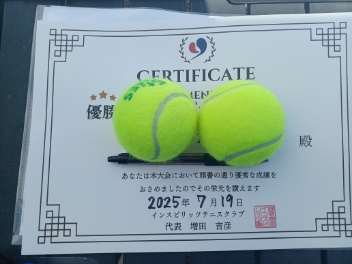 CERTIFICATE
優勝
殿
あなたは本大会において頭書の通り優秀な成績を
おさめましたのでその栄光を讃えます
2025年 7月19日
インスピリッツテニスクラブ
代表 増田 吉彦